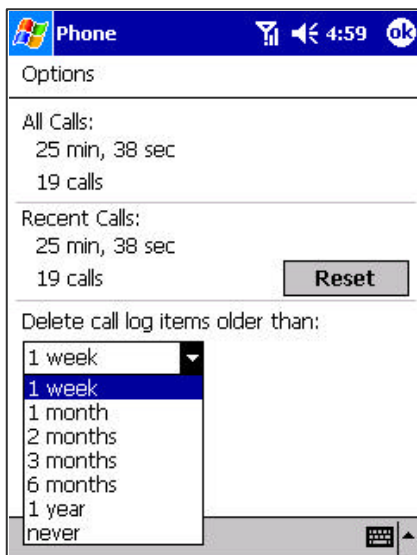 Phone 4:59 ok
Options
All Calls:
25 min, 38 sec
19 calls
Recent Calls:
25 min, 38 sec
19 calls Reset
Delete call log items older than:
1 week
1 week
1 month
2 months
3 months
6 months
1 year
never